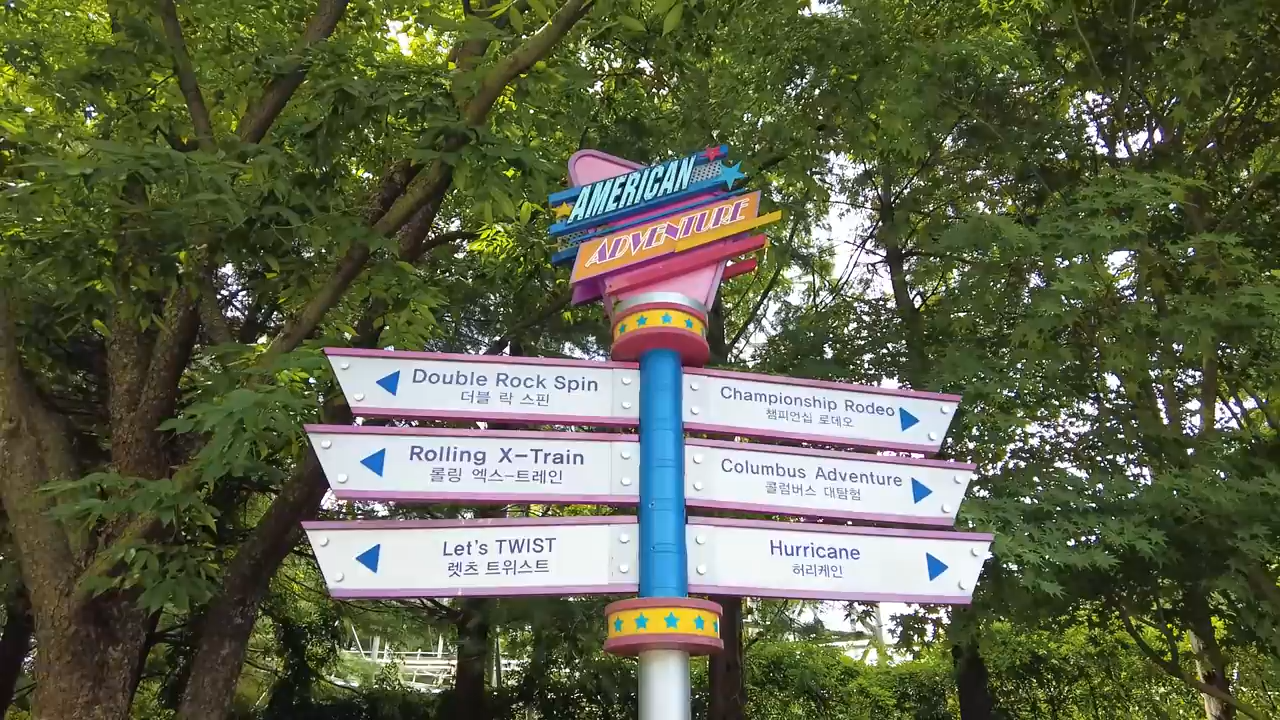 AMERICAN
ADVENTURE
Double Rock Spin
더블 락 스핀
Championship Rodeo
챔피언십 로데오
Rolling X-Train
롤링 엑스-트레인
Columbus Adventure
콜럼버스 대탐험
Let's TWIST
렛츠 트위스트
Hurricane
허리케인